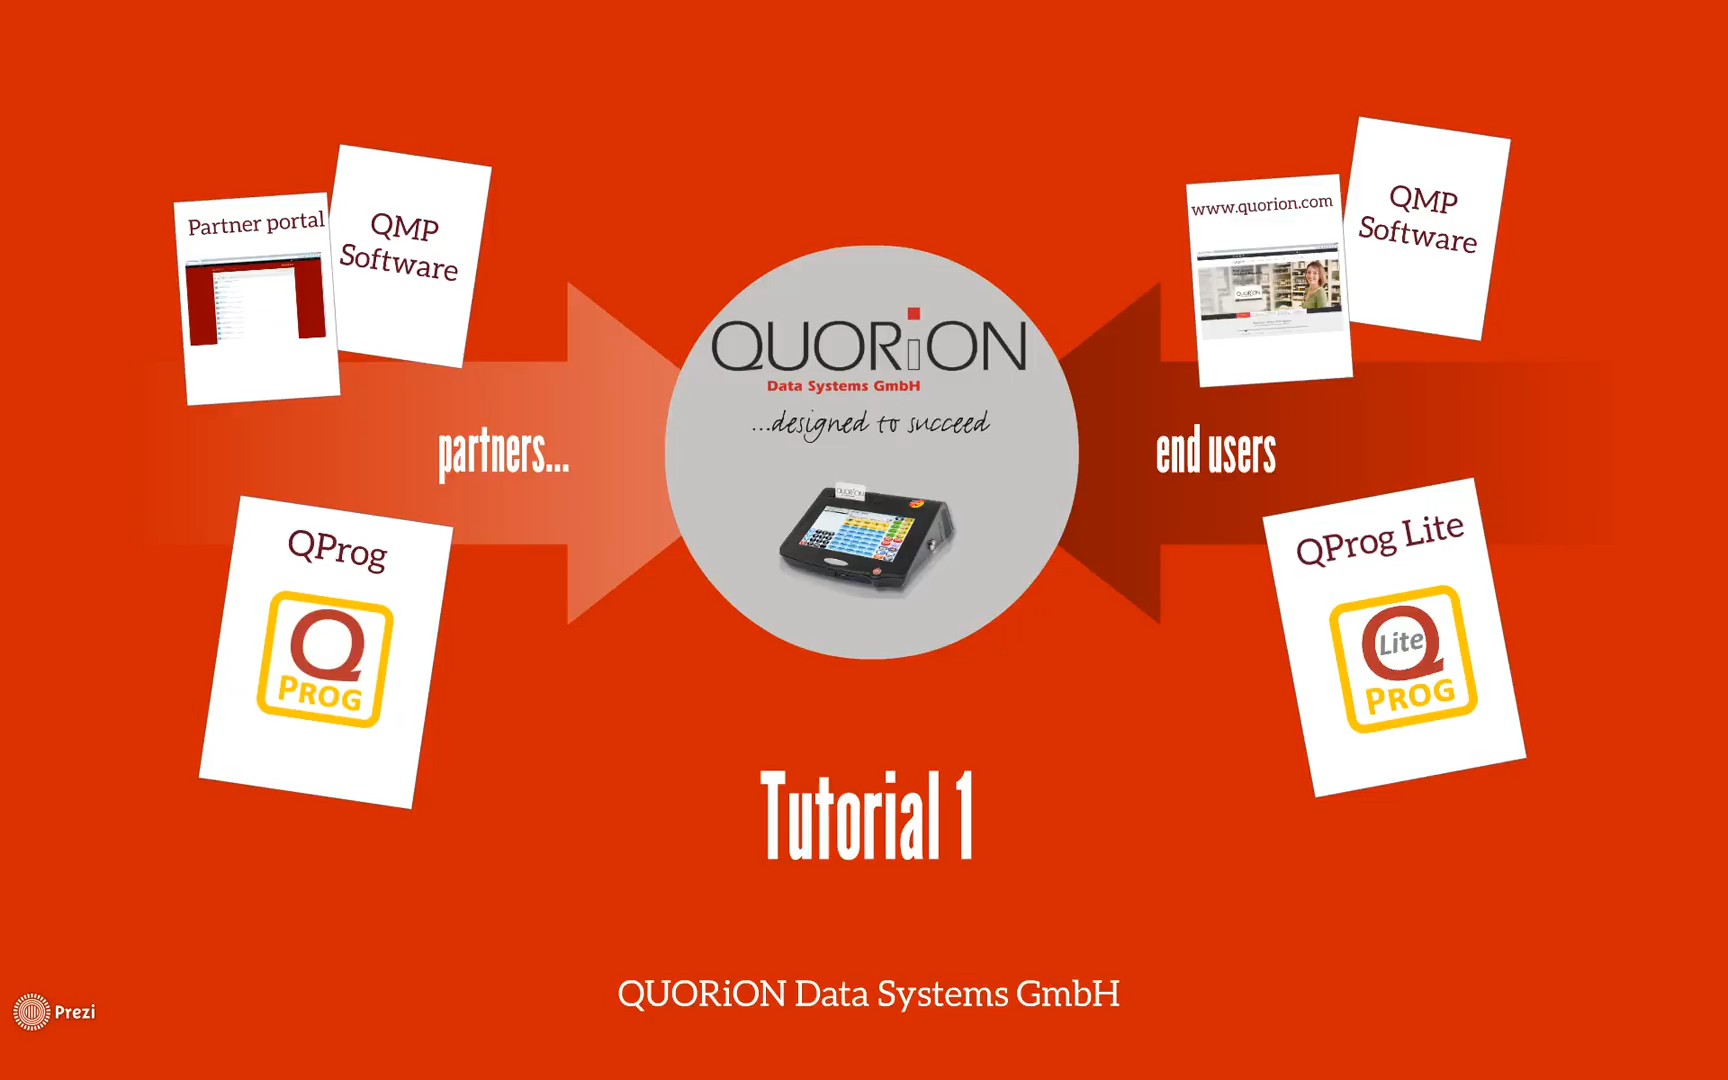 Partner portal
QMP
Software
www.quorion.com
QMP
Software
QUORiON
Data Systems GmbH
...designed to succeed
partners...
end users
QProg
Q
PROG
QProg Lite
Q
Lite
PROG
Tutorial 1
QUORiON Data Systems GmbH
Prezi